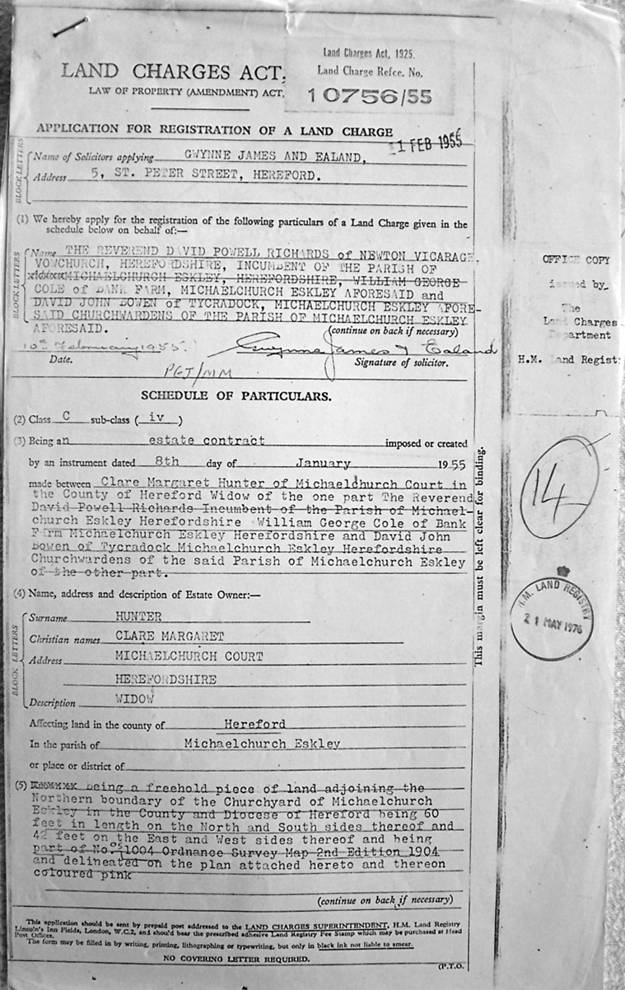 Land Charges Act, 1925.
Land Charge Refce. No.
10756/55
LAND CHARGES ACT.
LAW OF PROPERTY (AMENDMENT) ACT.
APPLICATION FOR REGISTRATION OF A LAND CHARGE
1 FEB 1955
BLOCK LETTERS
Name of Solicitors applying GWYNNE JAMES AND EALAND,
Address 5, ST. PETER STREET, HEREFORD.
(1) We hereby apply for the registration of the following particulars of a Land Charge given in the
schedule below on behalf of:—
BLOCK LETTERS
Name THE REVEREND DAVID POWELL RICHARDS of NEWTON VICARAGE
VOWCHURCH, HEREFORDSHIRE, INCUMBENT OF THE PARISH OF
MICHAELCHURCH ESKLEY, HEREFORDSHIRE, WILLIAM GEORGE
COLE of BANK FARM, MICHAELCHURCH ESKLEY AFORESAID and
DAVID JOHN BOWEN of TYCRADOCK, MICHAELCHURCH ESKLEY AFORE-
SAID CHURCHWARDENS OF THE PARISH OF MICHAELCHURCH ESKLEY
AFORESAID.
(continue on back if necessary)
10th February 1955. Gwynne James & Ealand
Date. Signature of solicitor.
PGJ/MM
SCHEDULE OF PARTICULARS.
(2) Class C sub-class (iv)
(3) Being an estate contract imposed or created
by an instrument dated 8th day of January 1955
made between Clare Margaret Hunter of Michaelchurch Court in
the County of Hereford Widow of the one part The Reverend
David Powell Richards Incumbent of the Parish of Michael-
church Eskley Herefordshire William George Cole of Bank
Farm Michaelchurch Eskley Herefordshire and David John
Bowen of Tycradock Michaelchurch Eskley Herefordshire
Churchwardens of the said Parish of Michaelchurch Eskley
of the other part.
(4) Name, address and description of Estate Owner:—
BLOCK LETTERS
Surname HUNTER
Christian names CLARE MARGARET
Address MICHAELCHURCH COURT
HEREFORDSHIRE
Description WIDOW
Affecting land in the county of Hereford
In the parish of Michaelchurch Eskley
or place or district of
(5) being a freehold piece of land adjoining the
Northern boundary of the Churchyard of Michaelchurch
Eskley in the County and Diocese of Hereford being 60
feet in length on the North and South sides thereof and
42 feet on the East and West sides thereof and being
part of No. 1004 Ordnance Survey Map 2nd Edition 1904
and delineated on the plan attached hereto and thereon
coloured pink
(continue on back if necessary)
This application should be sent by prepaid post addressed to the LAND CHARGES SUPERINTENDENT, H.M. Land Registry
Lincoln's Inn Fields, London, W.C.2, and should bear the prescribed adhesive Land Registry Fee Stamp which may be purchased at Head
Post Offices.
The form may be filled in by writing, printing, lithographing or typewriting, but only in black ink not liable to smear.
NO COVERING LETTER REQUIRED.
(P.T.O.
This margin must be left clear for binding.
OFFICE COPY
issued by
The
Land Charges
Department
H.M. Land Regist
14
H.M. LAND REGISTRY
21 MAY 1976